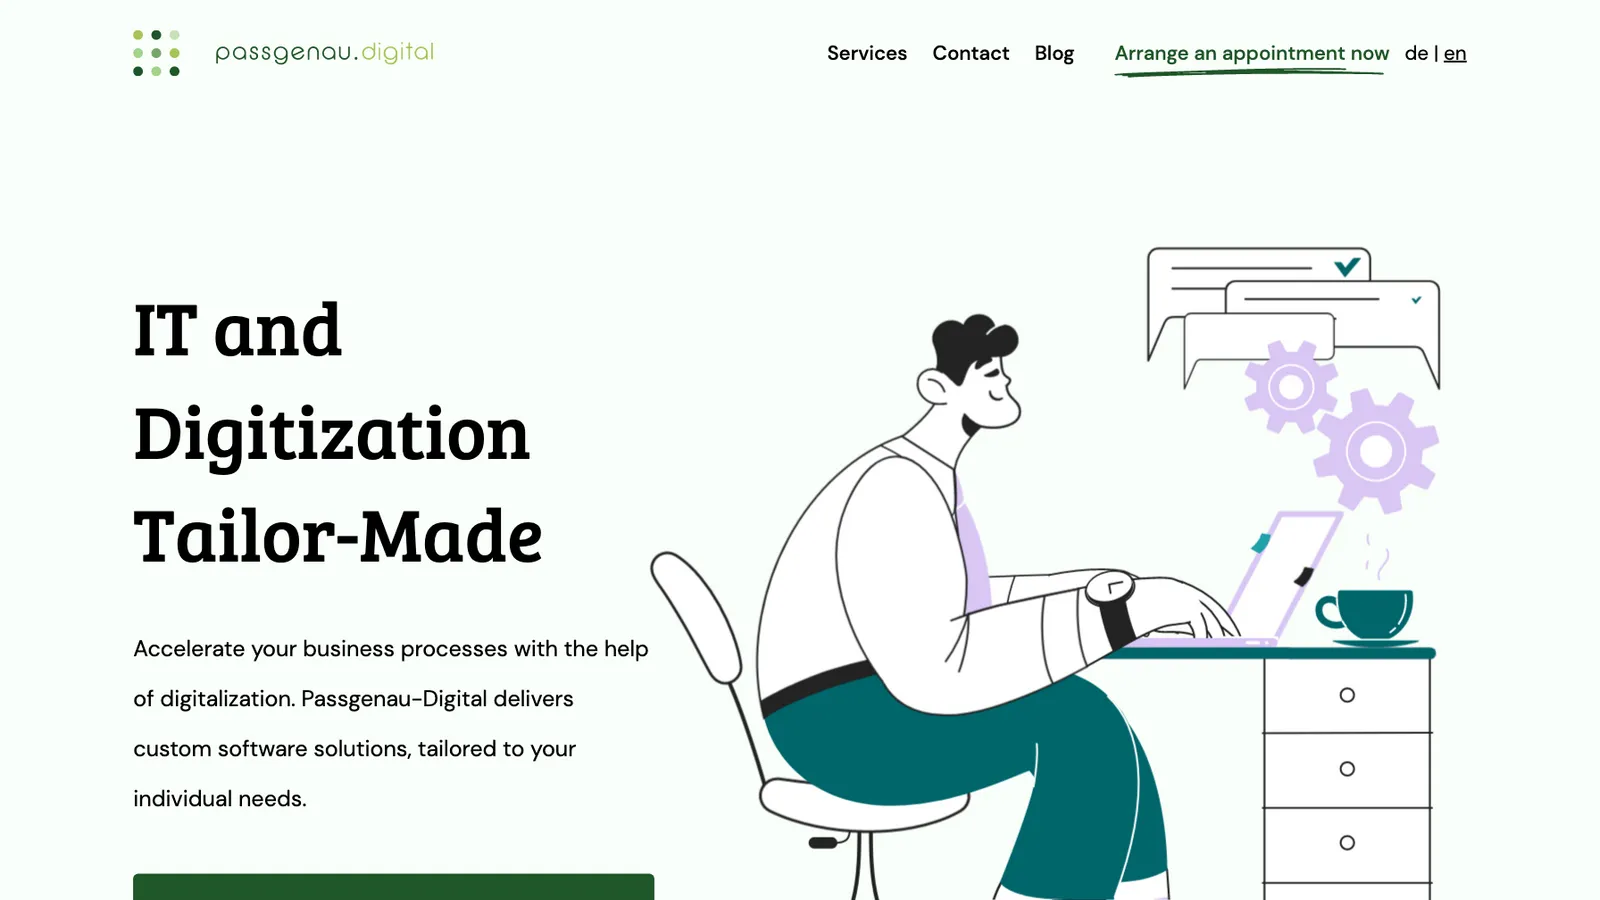 passgenau.digital
Services Contact Blog Arrange an appointment now de | en
IT and
Digitization
Tailor-Made
Accelerate your business processes with the help
of digitalization. Passgenau-Digital delivers
custom software solutions, tailored to your
individual needs.